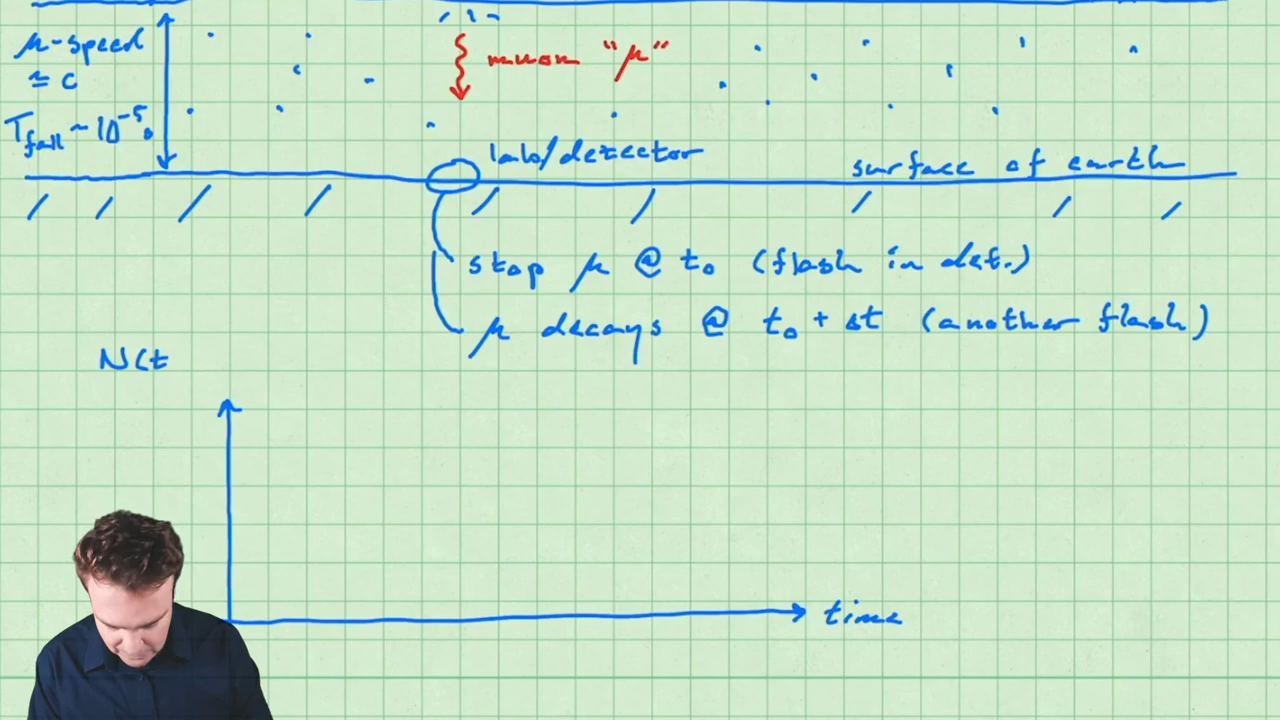 μ-speed
≃ c
T_fall ~ 10^-5 s
muon "μ"
lab/detector
surface of earth
stop μ @ t₀ (flash in det.)
μ decays @ t₀ + Δt (another flash)
N(t
time